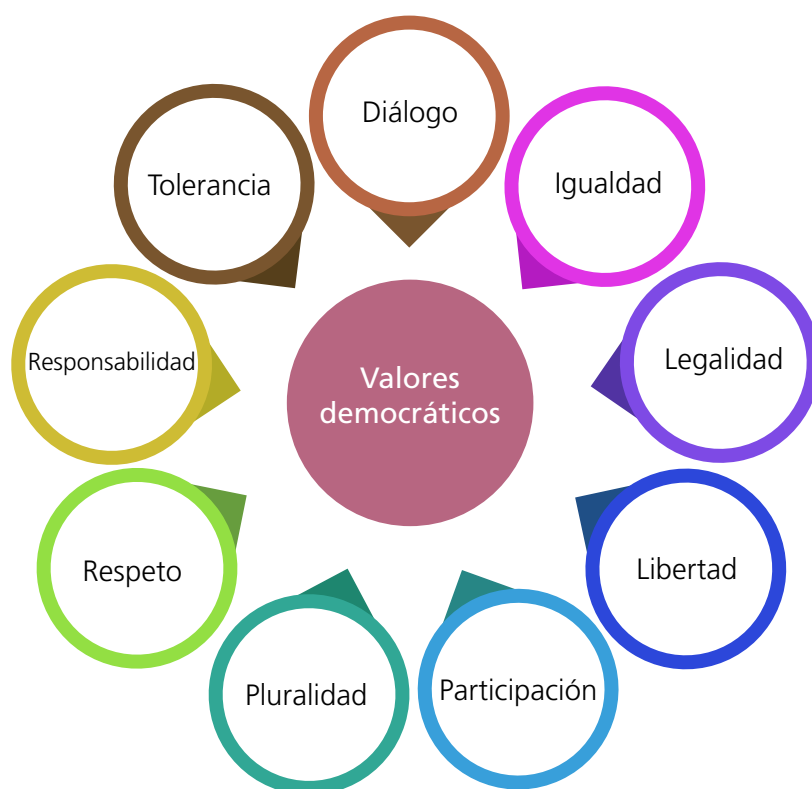 Diálogo
Igualdad
Legalidad
Libertad
Participación
Pluralidad
Respeto
Responsabilidad
Tolerancia
Valores
democráticos